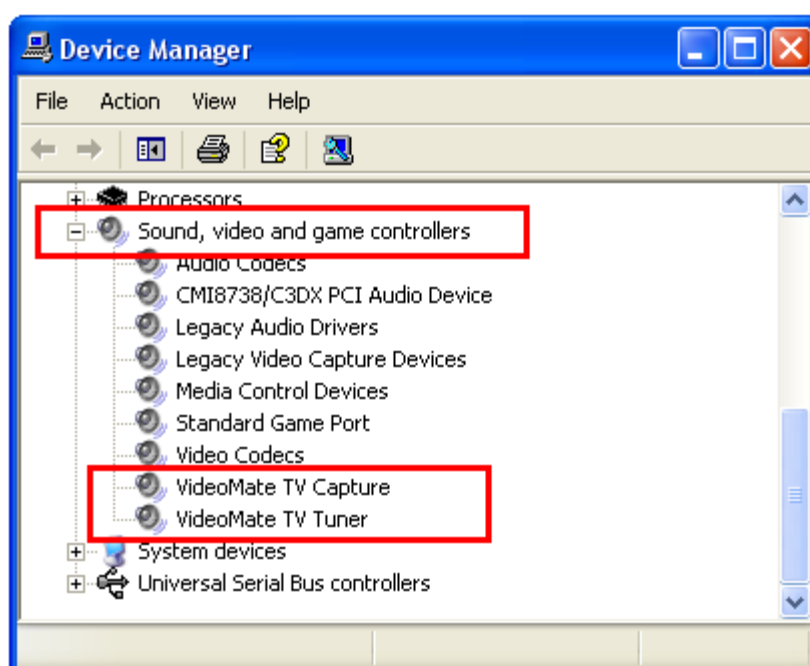 Device Manager
File Action View Help
Processors
Sound, video and game controllers
Audio Codecs
CMI8738/C3DX PCI Audio Device
Legacy Audio Drivers
Legacy Video Capture Devices
Media Control Devices
Standard Game Port
Video Codecs
VideoMate TV Capture
VideoMate TV Tuner
System devices
Universal Serial Bus controllers